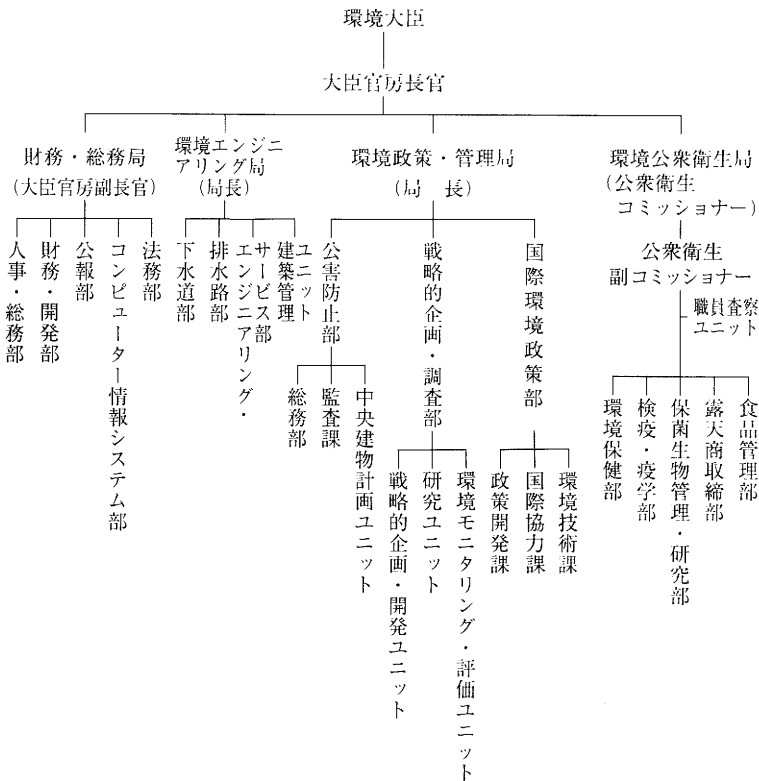 環境大臣
大臣官房長官
財務・総務局
(大臣官房副長官)
環境エンジニ
アリング局
(局長)
環境政策・管理局
(局 長)
環境公衆衛生局
(公衆衛生
コミッショナー)
人事・総務部
財務・開発部
公報部
コンピューター情報システム部
法務部
下水道部
排水路部
エンジニアリング・
サービス部
建築管理
ユニット
公害防止部
戦略的企画・調査部
国際環境政策部
公衆衛生
副コミッショナー
職員査察
ユニット
総務部
監査課
中央建物計画ユニット
戦略的企画・開発ユニット
研究ユニット
環境モニタリング・評価ユニット
政策開発課
国際協力課
環境技術課
環境保健部
検疫・疫学部
保菌生物管理・研究部
露天商取締部
食品管理部